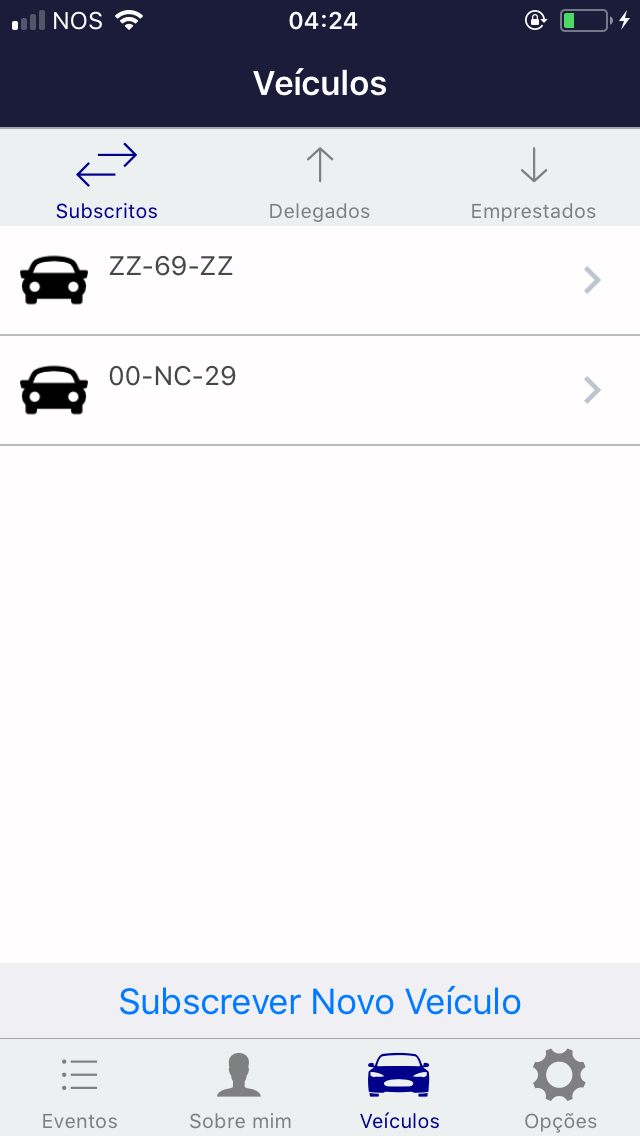 NOS 04:24
Veículos
Subscritos Delegados Emprestados
ZZ-69-ZZ
00-NC-29
Subscrever Novo Veículo
Eventos Sobre mim Veículos Opções